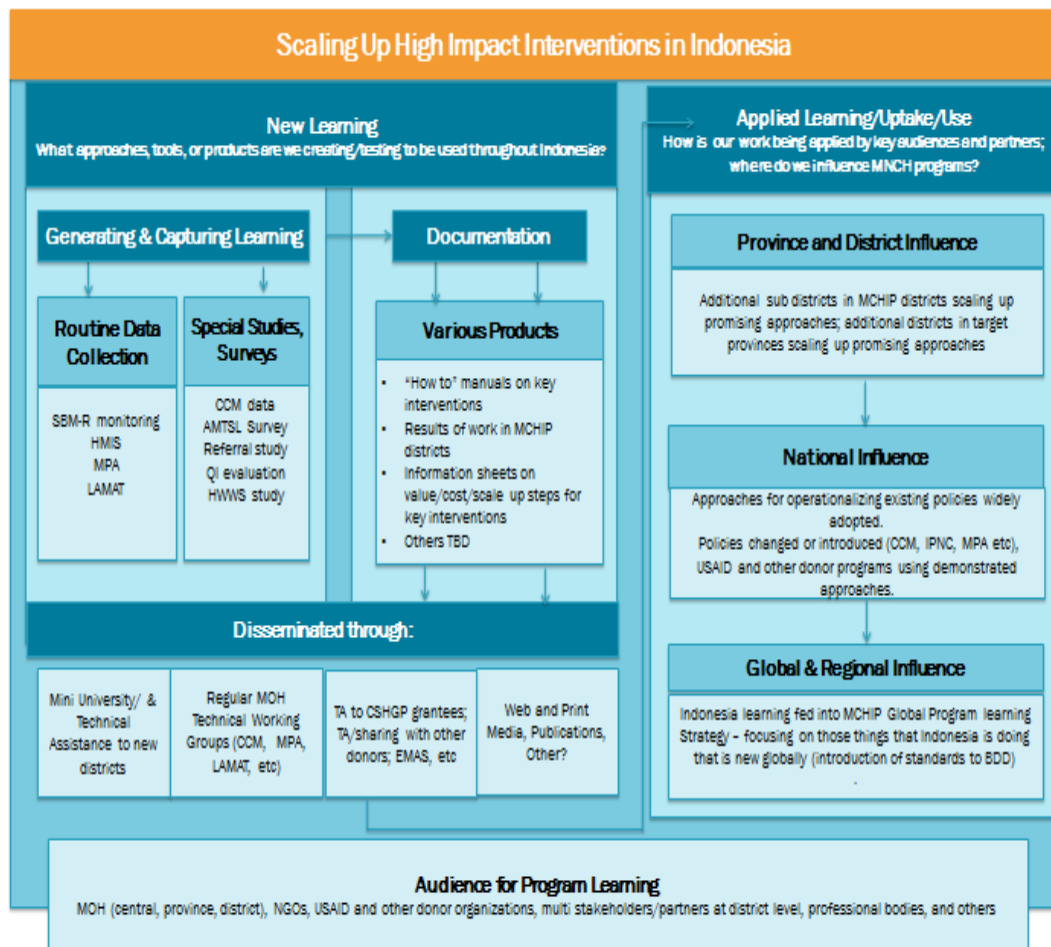 Scaling Up High Impact Interventions in Indonesia
New Learning
What approaches, tools, or products are we creating/testing to be used throughout Indonesia?
Generating & Capturing Learning
Routine Data
Collection
SBM-R monitoring
HMIS
MPA
LAMAT
Special Studies,
Surveys
CCM data
AMTSL Survey
Referral study
QI evaluation
HWWS study
Documentation
Various Products
• "How to" manuals on key
interventions
• Results of work in MCHIP
districts
• Information sheets on
value/cost/scale up steps for
key interventions
• Others TBD
Disseminated through:
Mini University/ &
Technical
Assistance to new
districts
Regular MOH
Technical Working
Groups (CCM, MPA,
LAMAT, etc)
TA to CSHGP grantees;
TA/sharing with other
donors; EMAS, etc
Web and Print
Media, Publications,
Other?
Applied Learning/Uptake/Use
How is our work being applied by key audiences and partners;
where do we influence MNCH programs?
Province and District Influence
Additional sub districts in MCHIP districts scaling up
promising approaches; additional districts in target
provinces scaling up promising approaches
National Influence
Approaches for operationalizing existing policies widely
adopted.
Policies changed or introduced (CCM, IPNC, MPA etc),
USAID and other donor programs using demonstrated
approaches.
Global & Regional Influence
Indonesia learning fed into MCHIP Global Program learning
Strategy – focusing on those things that Indonesia is doing
that is new globally (introduction of standards to BDD)
.
Audience for Program Learning
MOH (central, province, district), NGOs, USAID and other donor organizations, multi stakeholders/partners at district level, professional bodies, and others